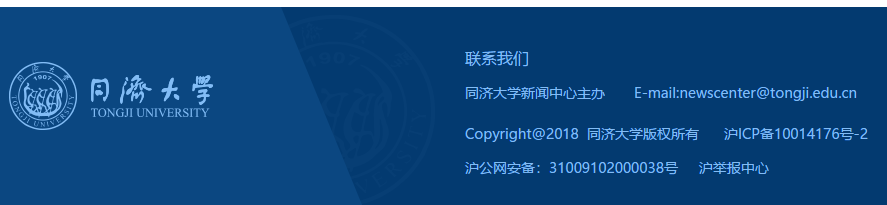 1907
TONGJI UNIVERSITY
同濟大學
TONGJI UNIVERSITY
联系我们
同济大学新闻中心主办 E-mail:newscenter@tongji.edu.cn
Copyright@2018 同济大学版权所有 沪ICP备10014176号-2
沪公网安备：31009102000038号 沪举报中心